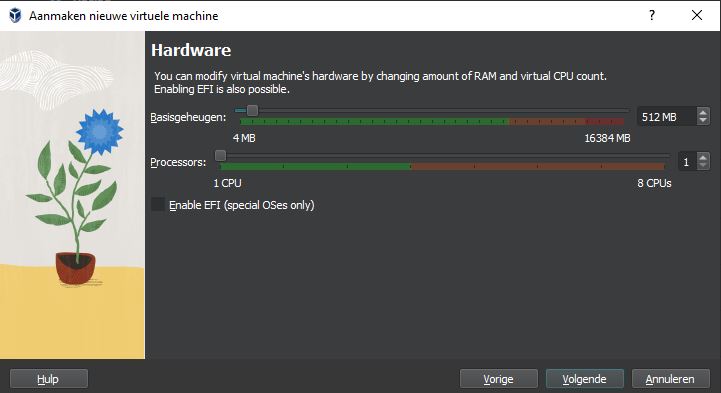 Aanmaken nieuwe virtuele machine
Hardware
You can modify virtual machine's hardware by changing amount of RAM and virtual CPU count.
Enabling EFI is also possible.
Basisgeheugen:
512 MB
4 MB
16384 MB
Processors:
1
1 CPU
8 CPUs
Enable EFI (special OSes only)
Hulp
Vorige
Volgende
Annuleren